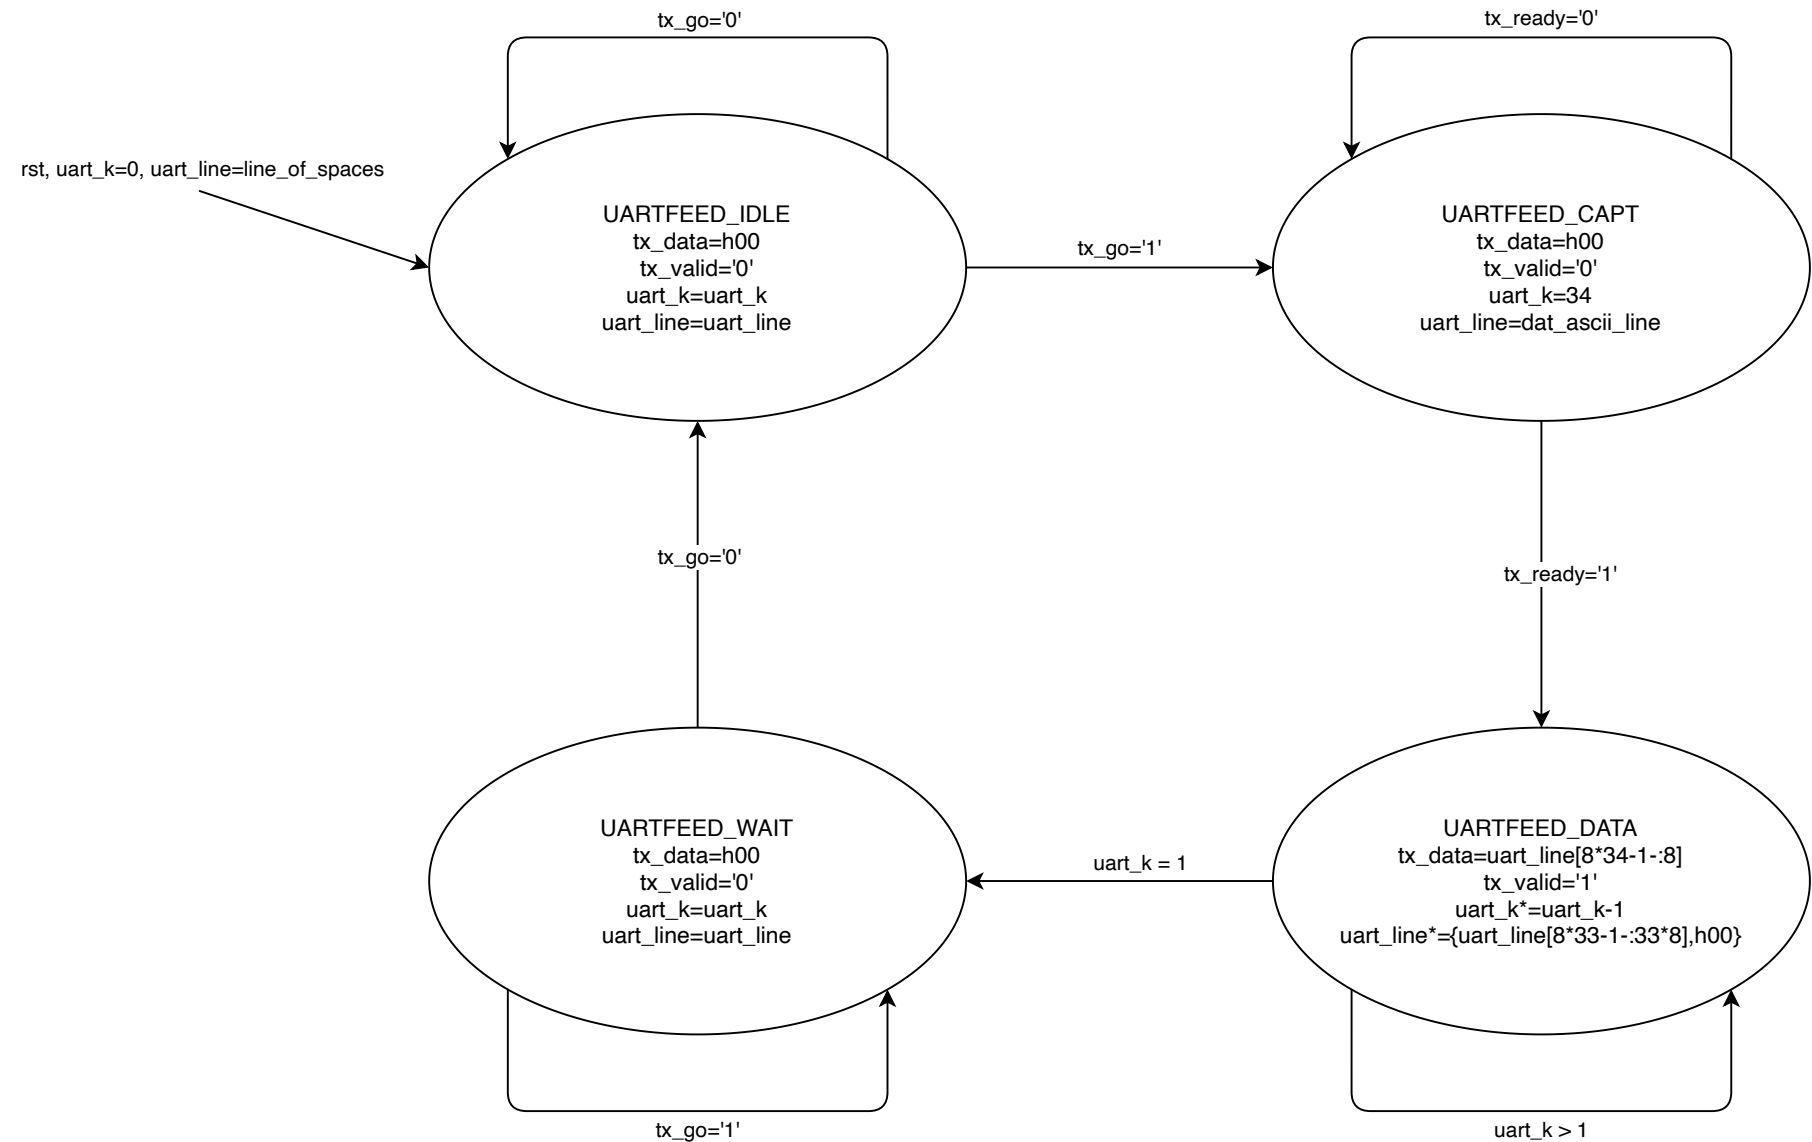 tx_go='0'
tx_ready='0'
rst, uart_k=0, uart_line=line_of_spaces
UARTFEED_IDLE
tx_data=h00
tx_valid='0'
uart_k=uart_k
uart_line=uart_line
tx_go='1'
UARTFEED_CAPT
tx_data=h00
tx_valid='0'
uart_k=34
uart_line=dat_ascii_line
tx_go='0'
tx_ready='1'
UARTFEED_WAIT
tx_data=h00
tx_valid='0'
uart_k=uart_k
uart_line=uart_line
uart_k = 1
UARTFEED_DATA
tx_data=uart_line[8*34-1-:8]
tx_valid='1'
uart_k*=uart_k-1
uart_line*={uart_line[8*33-1-:33*8],h00}
tx_go='1'
uart_k > 1